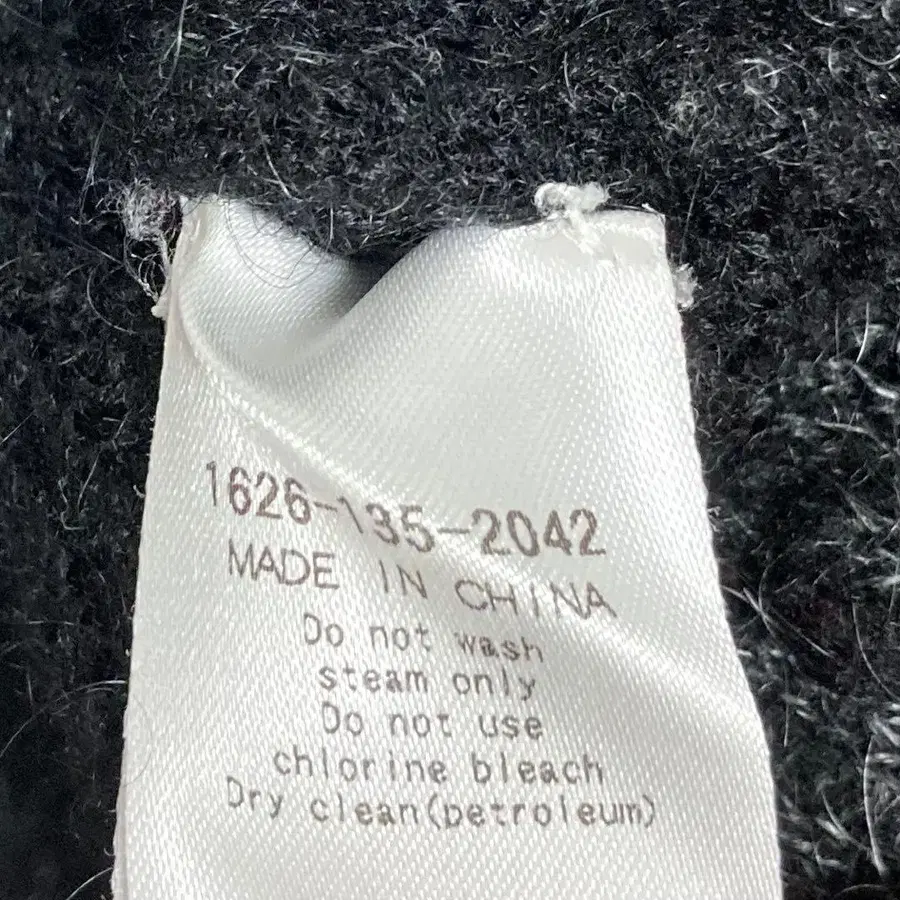 1626-135-2042
MADE IN CHINA
Do not wash
steam only
Do not use
chlorine bleach
Dry clean(petroleum)